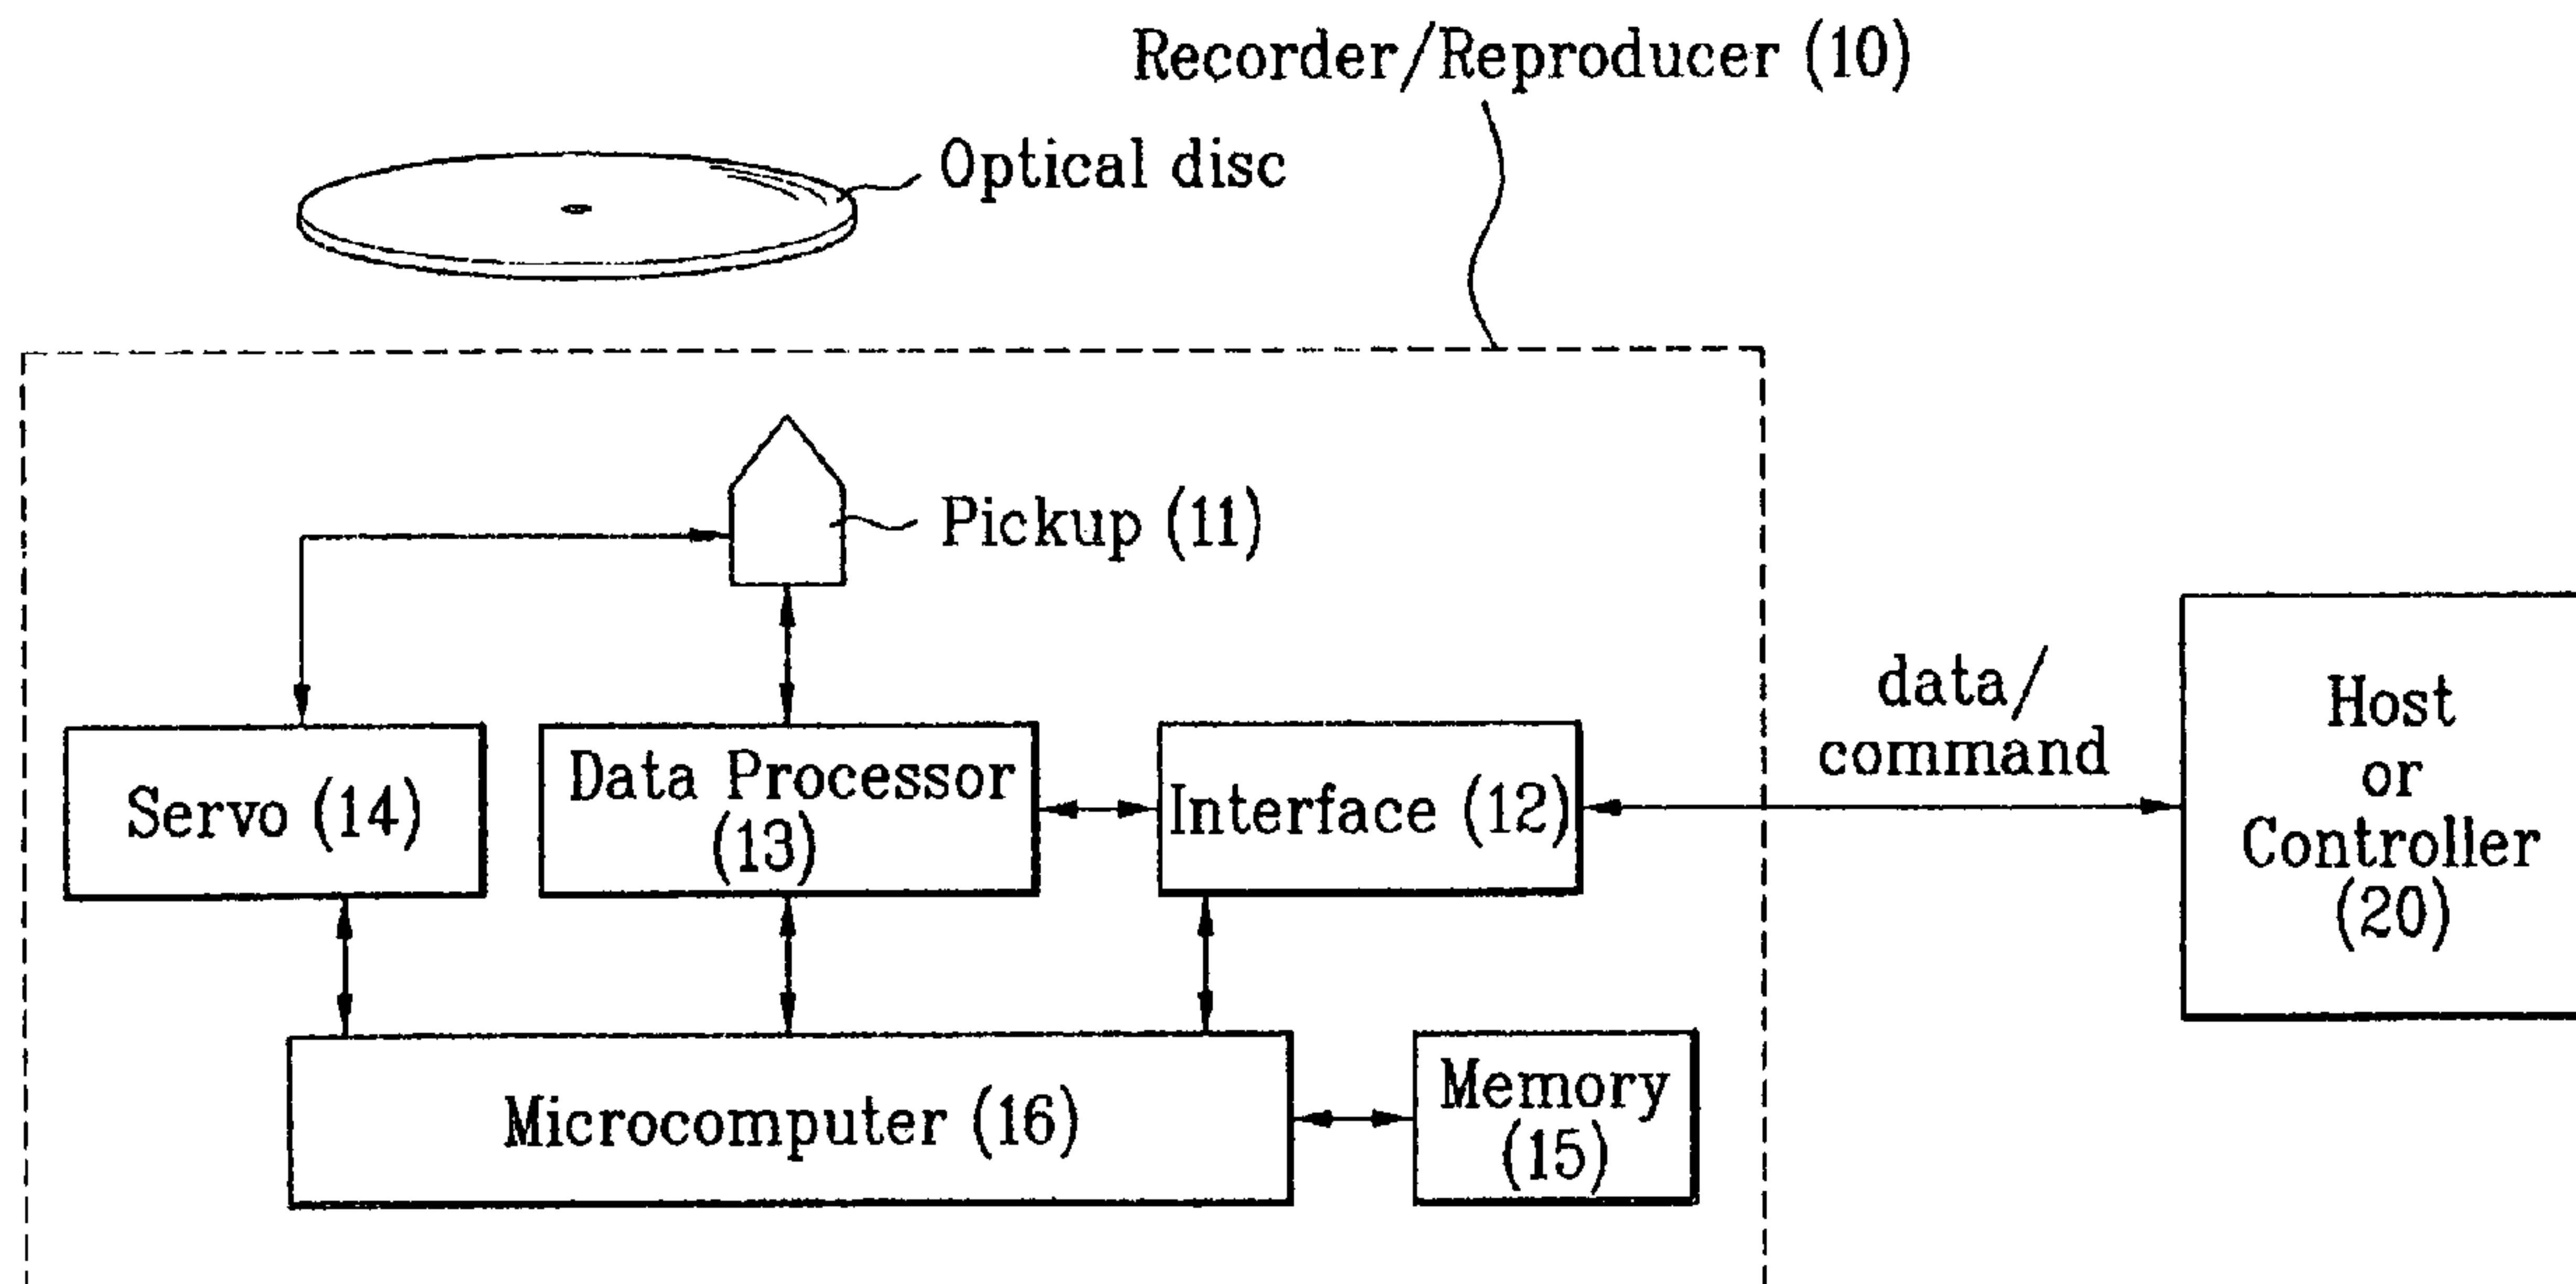 Recorder/Reproducer (10)
Optical disc
Pickup (11)
Servo (14)
Data Processor
(13)
Interface (12)
data/
command
Host
or
Controller
(20)
Microcomputer (16)
Memory
(15)